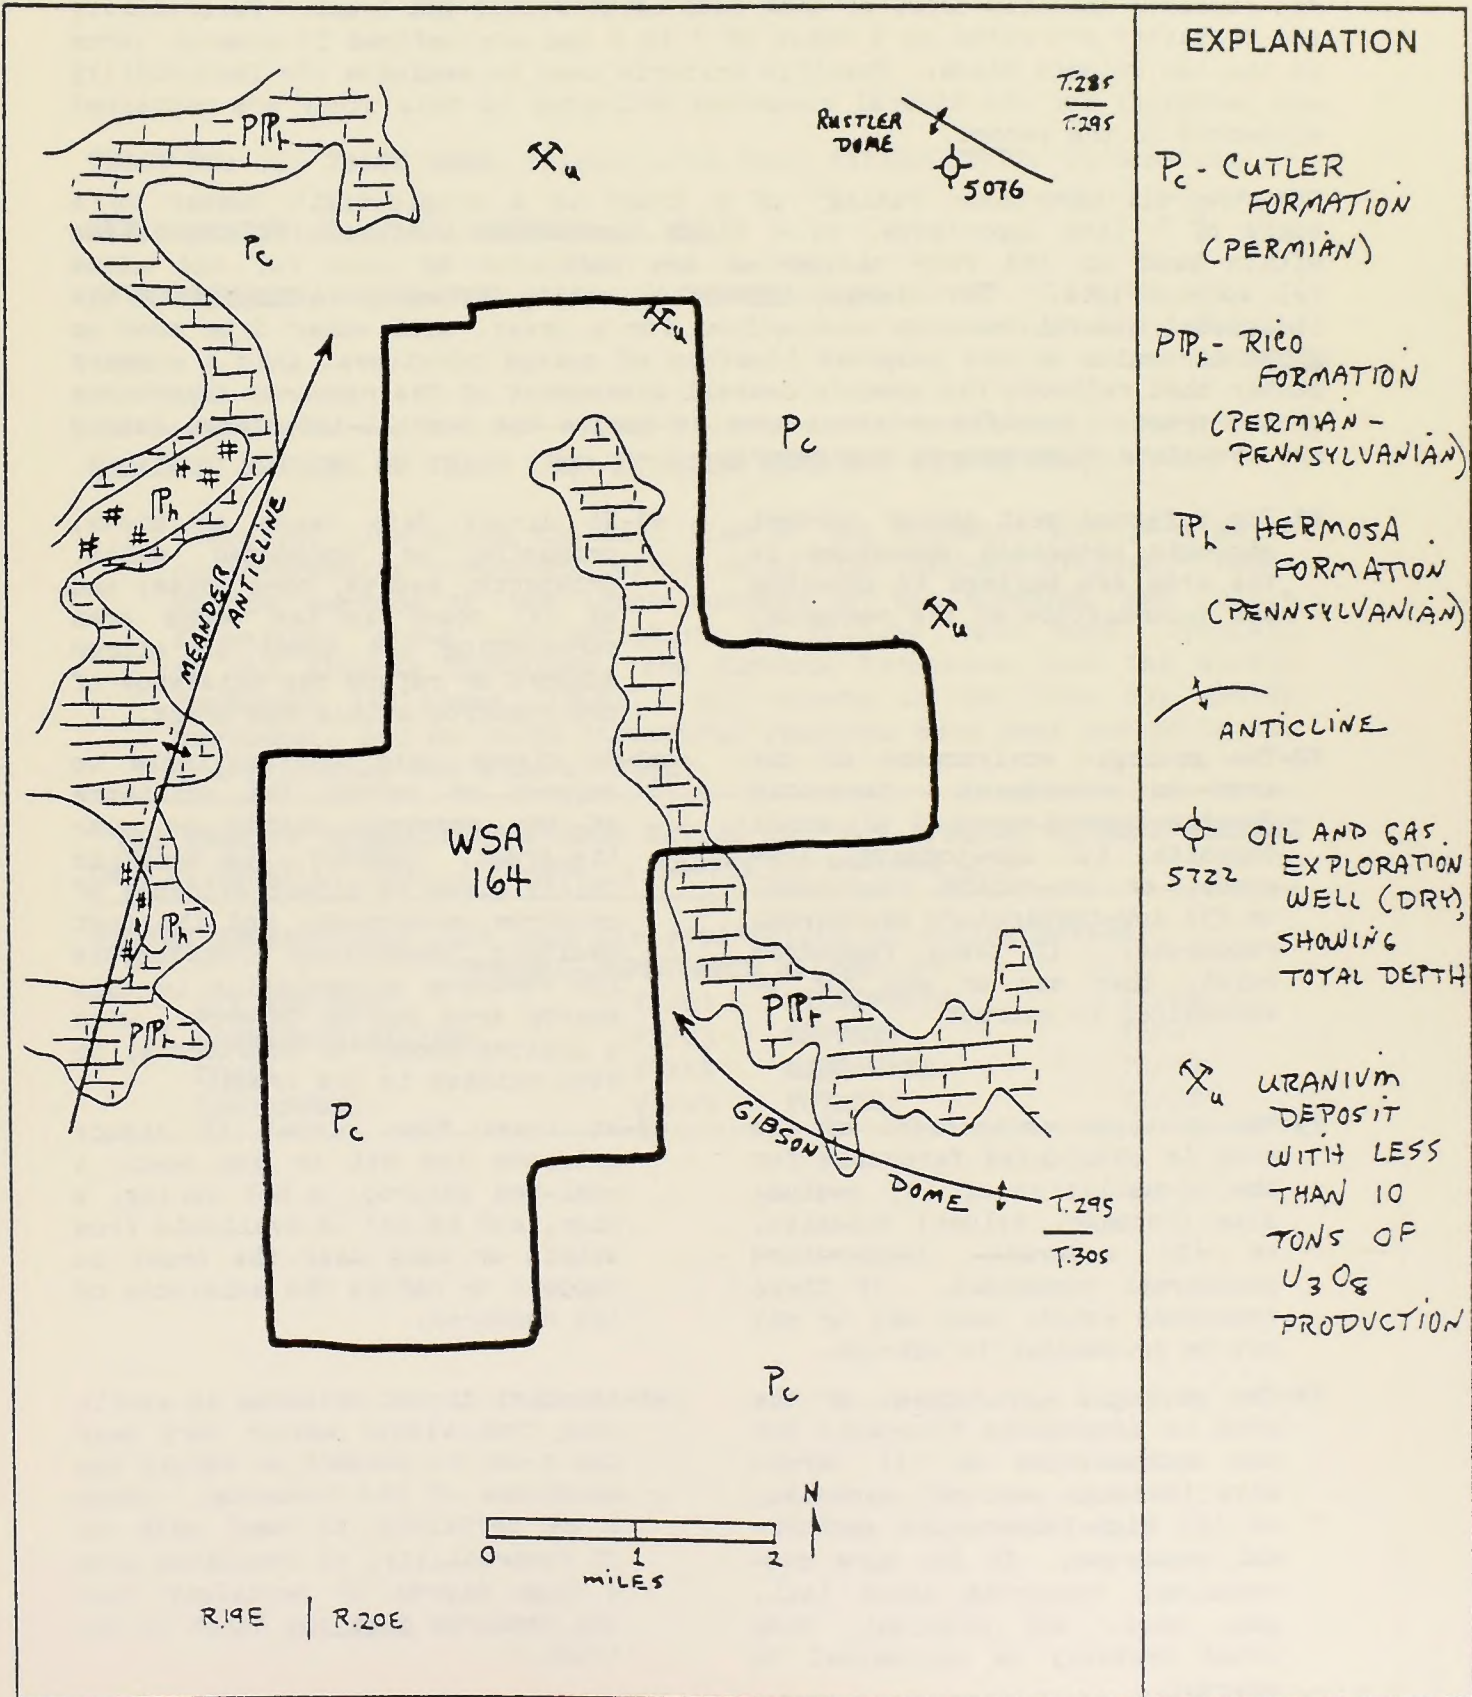 EXPLANATION
T.28S
T.29S
RUSTLER
DOME
5076
PIPr
u
Pc
u
Pc
IPh
MEANDER
ANTICLINE
u
WSA
164
IPh
PIPr
PIPr
Pc
GIBSON
DOME
T.29S
T.30S
Pc
N
0 1 2
MILES
R.19E | R.20E
Pc - CUTLER
FORMATION
(PERMIAN)
PIPr - RICO
FORMATION
(PERMIAN -
PENNSYLVANIAN)
IPh - HERMOSA
FORMATION
(PENNSYLVANIAN)
ANTICLINE
OIL AND GAS
5722 EXPLORATION
WELL (DRY),
SHOWING
TOTAL DEPTH
u URANIUM
DEPOSIT
WITH LESS
THAN 10
TONS OF
U3O8
PRODUCTION